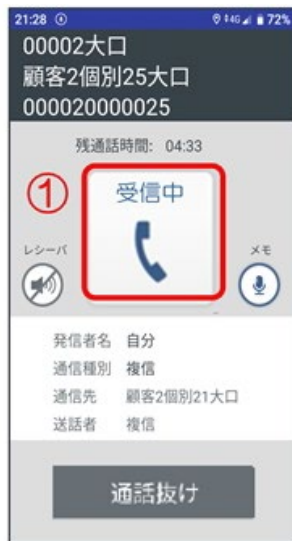 21:28 4G 72%
00002大口
顧客2個別25大口
000020000025
残通話時間: 04:33
①
受信中
レシーバ
メモ
発信者名 自分
通信種別 複信
通信先 顧客2個別21大口
送話者 複信
通話抜け